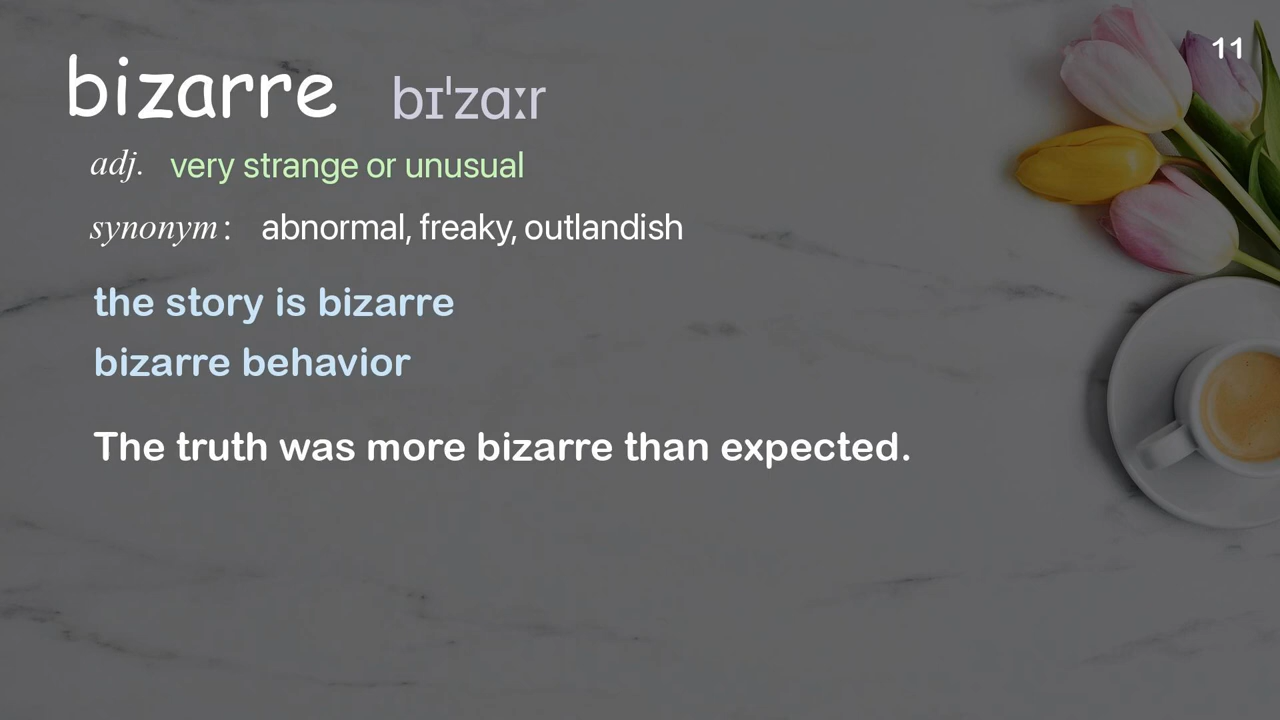 11
bizarre bɪˈzɑːr
adj. very strange or unusual
synonym: abnormal, freaky, outlandish
the story is bizarre
bizarre behavior
The truth was more bizarre than expected.